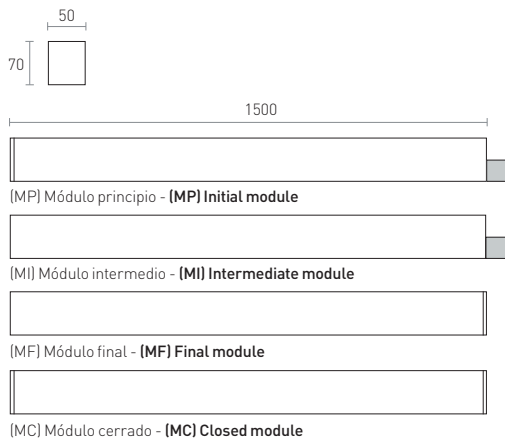 50
70
1500
(MP) Módulo principio - (MP) Initial module
(MI) Módulo intermedio - (MI) Intermediate module
(MF) Módulo final - (MF) Final module
(MC) Módulo cerrado - (MC) Closed module